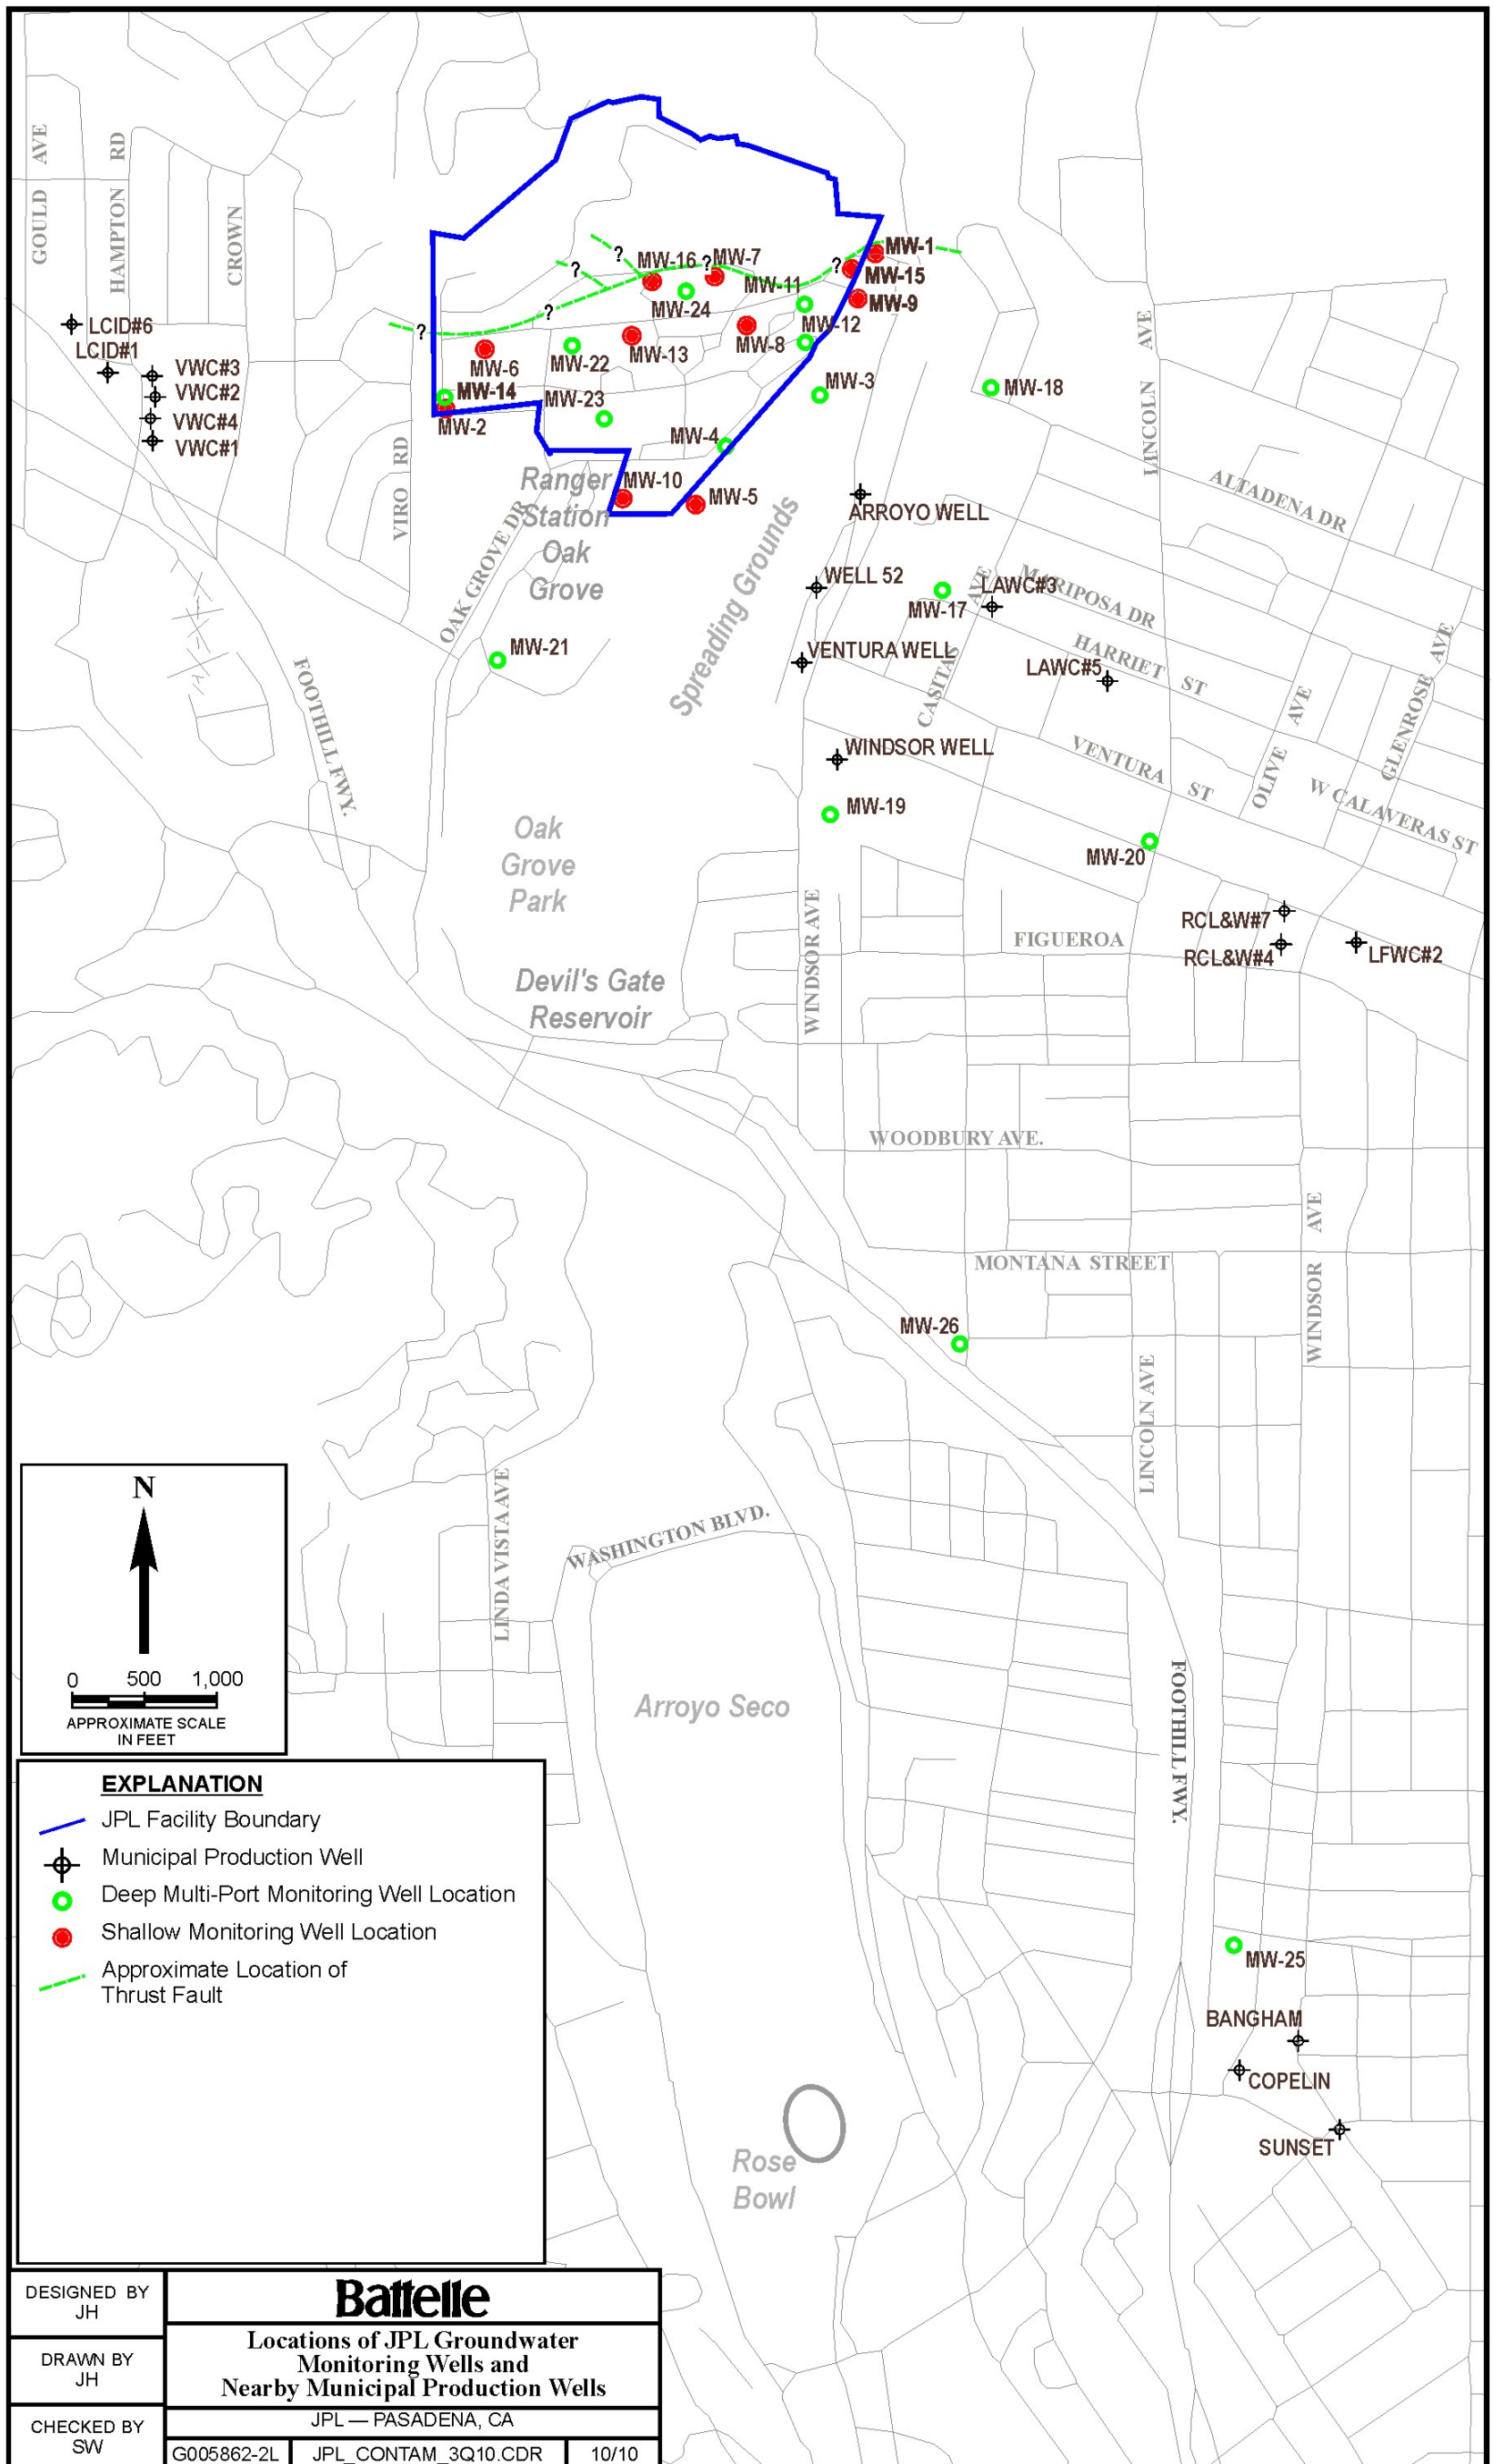 GOULD AVE
HAMPTON RD
CROWN
LCID#6
LCID#1
VWC#3
VWC#2
VWC#4
VWC#1
VIRO RD
?
?
?
?
?
?
MW-16
MW-7
MW-11
MW-1
MW-15
MW-9
MW-24
MW-12
MW-8
MW-13
MW-22
MW-6
MW-14
MW-2
MW-23
MW-3
MW-4
MW-18
MW-10
MW-5
Ranger
Station
Oak
Grove
OAK GROVE DR
Spreading Grounds
LINCOLN AVE
ALTADENA DR
ARROYO WELL
WELL 52
MW-17
LAWC#3
MARIPOSA DR
CASITAS AVE
HARRIET ST
LAWC#5
VENTURA WELL
MW-21
FOOTHILL FWY.
WINDSOR WELL
VENTURA ST
OLIVE AVE
GLENROSE AVE
W CALAVERAS ST
MW-19
MW-20
Oak
Grove
Park
WINDSOR AVE
RCL&W#7
RCL&W#4
LFWC#2
FIGUEROA
Devil's Gate
Reservoir
WOODBURY AVE.
MONTANA STREET
WINDSOR AVE
MW-26
LINCOLN AVE
LINDA VISTA AVE
WASHINGTON BLVD.
Arroyo Seco
FOOTHILL FWY.
MW-25
BANGHAM
COPELIN
SUNSET
Rose
Bowl
N
0 500 1,000
APPROXIMATE SCALE
IN FEET
EXPLANATION
JPL Facility Boundary
Municipal Production Well
Deep Multi-Port Monitoring Well Location
Shallow Monitoring Well Location
Approximate Location of
Thrust Fault
DESIGNED BY
JH
DRAWN BY
JH
CHECKED BY
SW
Battelle
Locations of JPL Groundwater
Monitoring Wells and
Nearby Municipal Production Wells
JPL — PASADENA, CA
G005862-2L JPL_CONTAM_3Q10.CDR 10/10